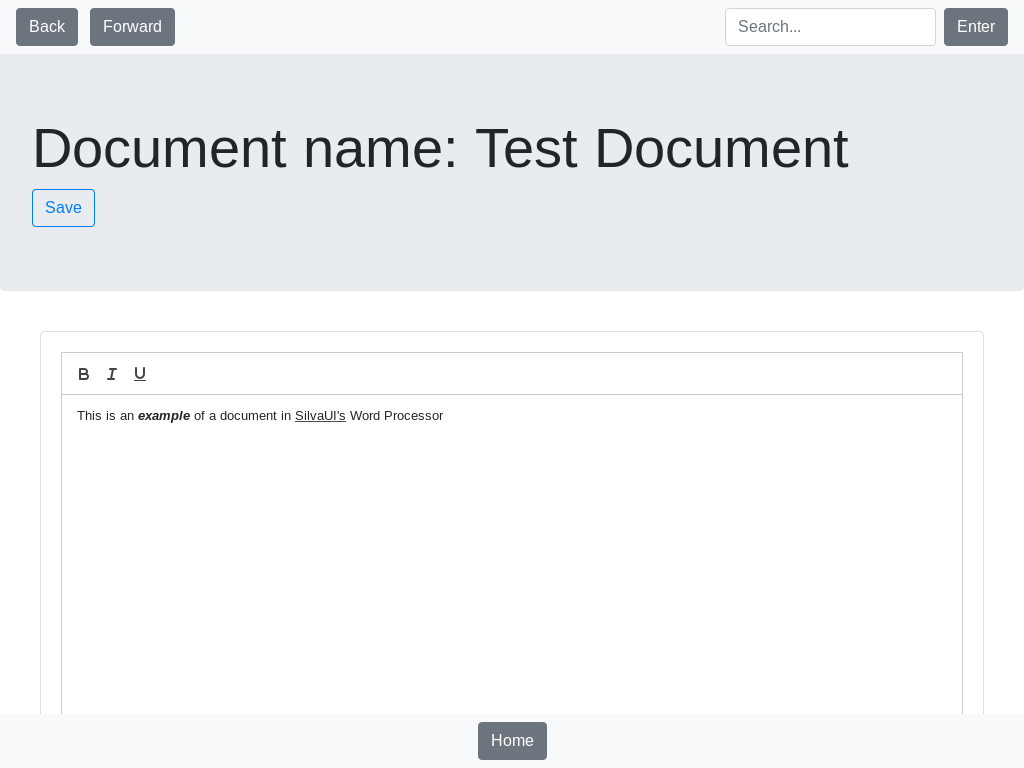 Back Forward Search... Enter
Document name: Test Document
Save
B I U
This is an example of a document in SilvaUI's Word Processor
Home